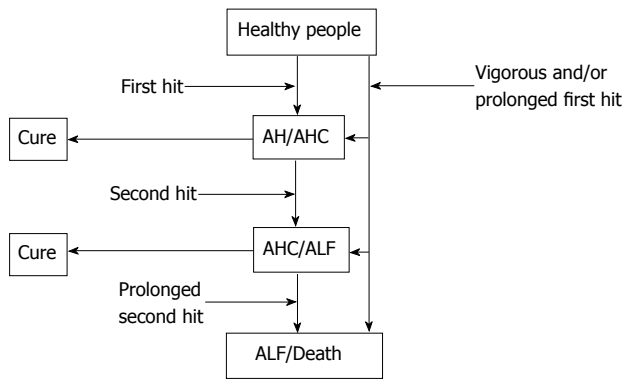 Healthy people
First hit
Vigorous and/or
prolonged first hit
Cure
AH/AHC
Second hit
Cure
AHC/ALF
Prolonged
second hit
ALF/Death